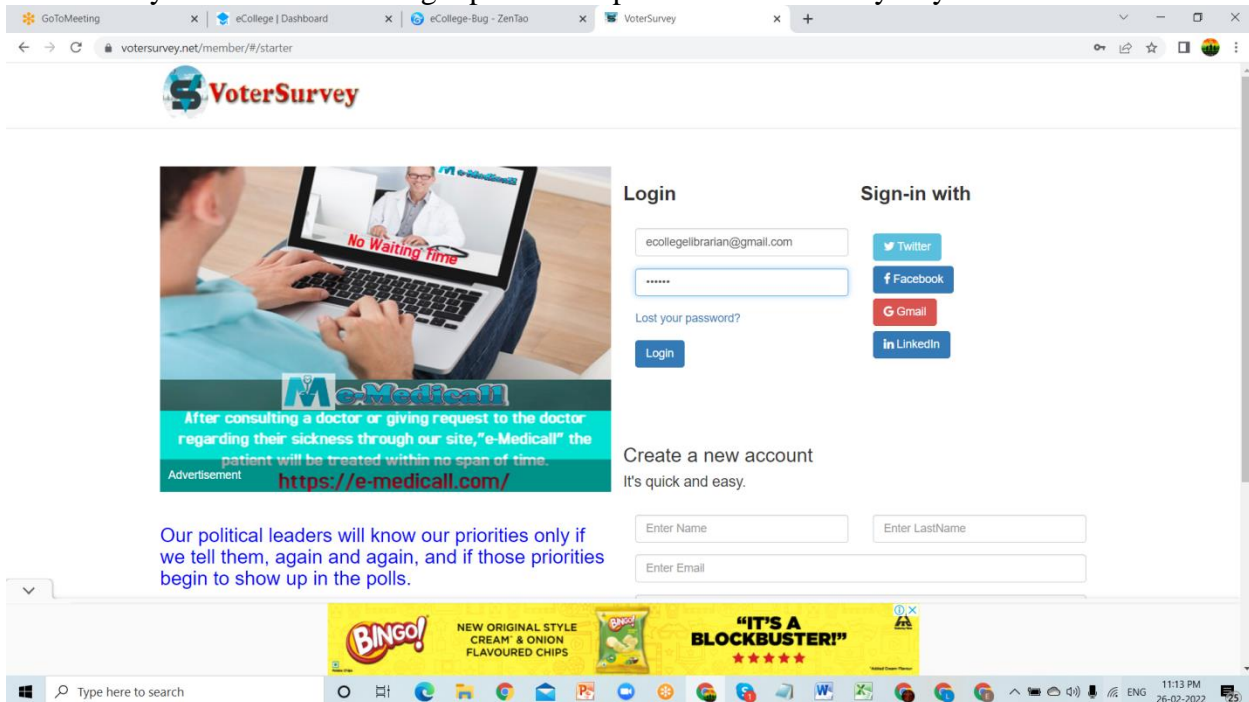 GoToMeeting
eCollege | Dashboard
eCollege-Bug - ZenTao
VoterSurvey
votersurvey.net/member/#/starter
VoterSurvey
M e-Medicall
No Waiting Time
M e-Medicall
After consulting a doctor or giving request to the doctor
regarding their sickness through our site,"e-Medicall" the
patient will be treated within no span of time.
Advertisement
https://e-medicall.com/
Our political leaders will know our priorities only if
we tell them, again and again, and if those priorities
begin to show up in the polls.
Login
ecollegelibrarian@gmail.com
••••••
Lost your password?
Login
Sign-in with
Twitter
Facebook
G Gmail
in LinkedIn
Create a new account
It's quick and easy.
Enter Name
Enter LastName
Enter Email
BINGO!
NEW ORIGINAL STYLE
CREAM & ONION
FLAVOURED CHIPS
BINGO!
"IT'S A
BLOCKBUSTER!"
Type here to search
ENG
11:13 PM
26-02-2022
25